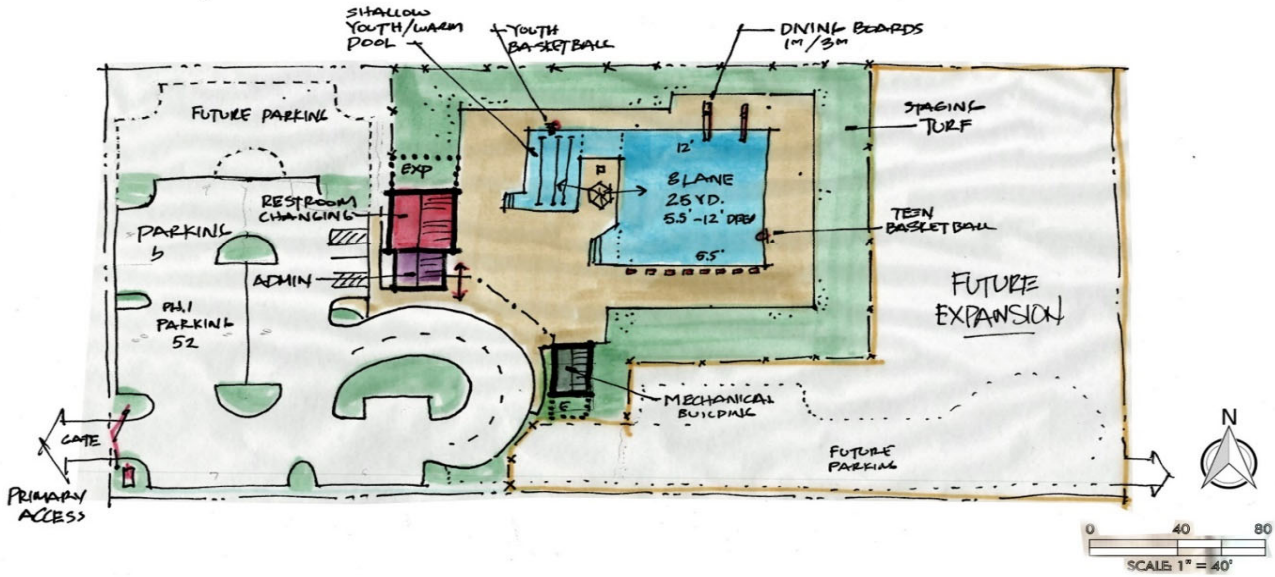 SHALLOW
YOUTH/WARM
POOL
YOUTH
BASKETBALL
DIVING BOARDS
1M/3M
FUTURE PARKING
STAGING
TURF
EXP
12'
RESTROOM
CHANGING
8 LANE
25 YD.
5.5'-12' DEEP
PARKING
TEEN
BASKETBALL
5.5'
ADMIN
FUTURE
EXPANSION
PH.1
PARKING
52
MECHANICAL
BUILDING
E
GATE
FUTURE
PARKING
N
PRIMARY
ACCESS
0 40 80
SCALE: 1" = 40'